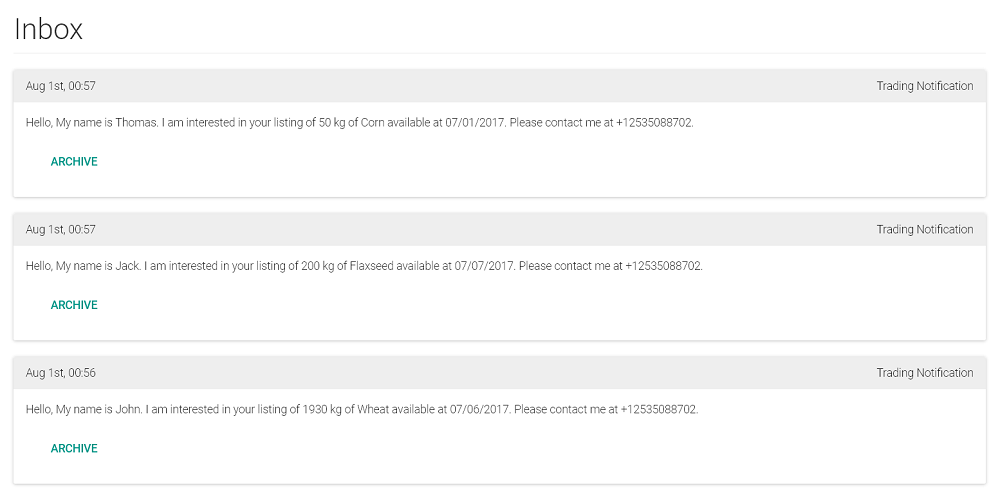 Inbox
Aug 1st, 00:57 Trading Notification
Hello, My name is Thomas. I am interested in your listing of 50 kg of Corn available at 07/01/2017. Please contact me at +12535088702.
ARCHIVE
Aug 1st, 00:57 Trading Notification
Hello, My name is Jack. I am interested in your listing of 200 kg of Flaxseed available at 07/07/2017. Please contact me at +12535088702.
ARCHIVE
Aug 1st, 00:56 Trading Notification
Hello, My name is John. I am interested in your listing of 1930 kg of Wheat available at 07/06/2017. Please contact me at +12535088702.
ARCHIVE